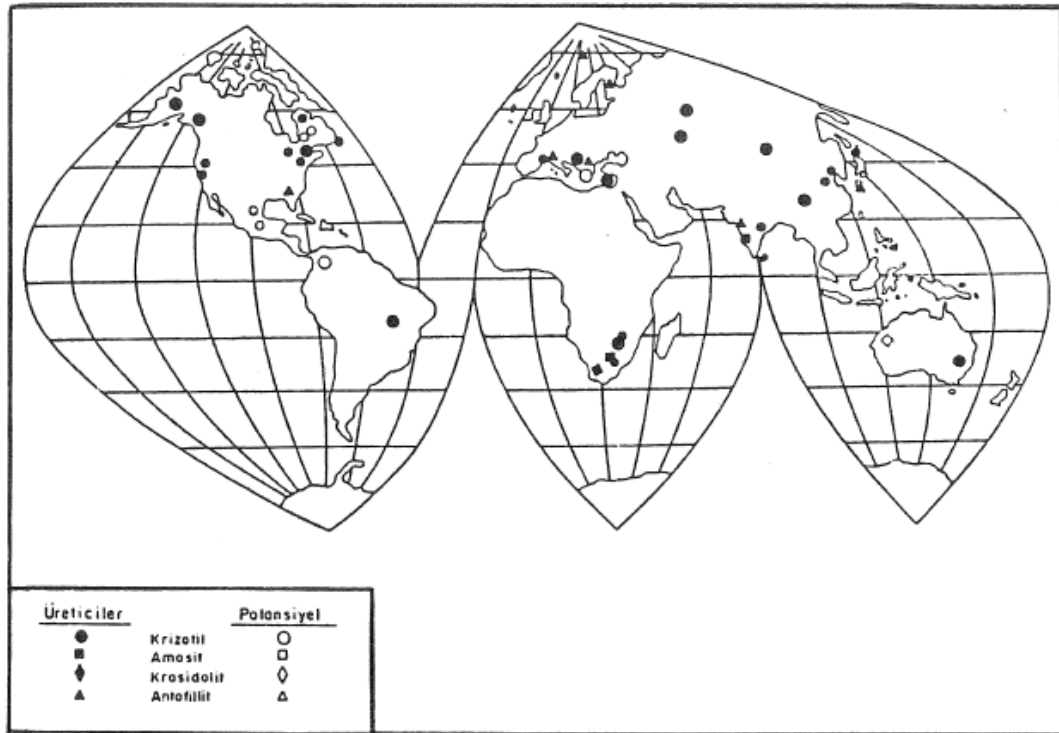 Üreticiler Potansiyel
Krizotil
Amosit
Krosidolit
Antofillit